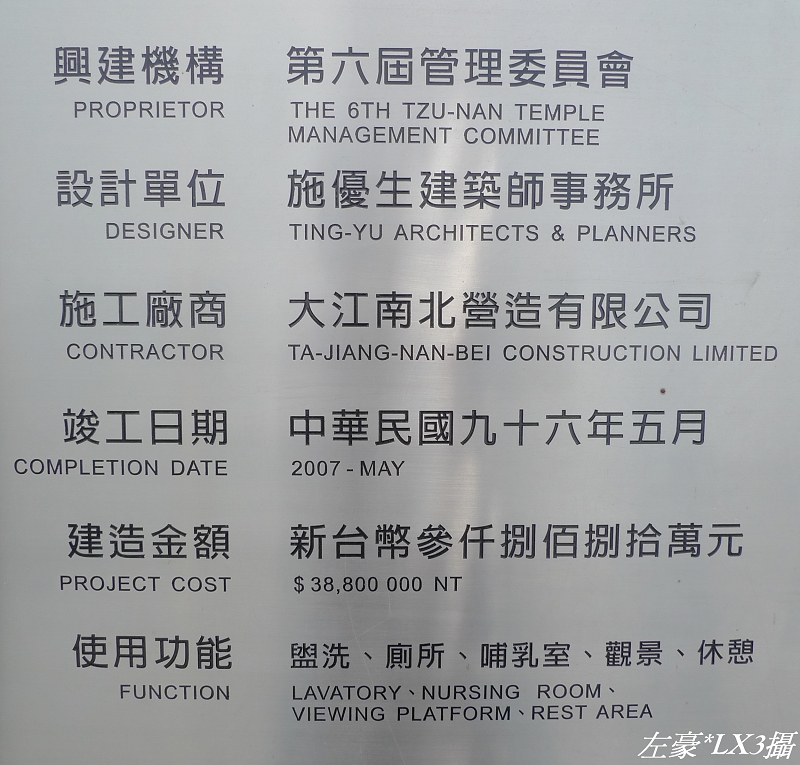 興建機構 第六屆管理委員會
PROPRIETOR THE 6TH TZU-NAN TEMPLE
MANAGEMENT COMMITTEE
設計單位 施優生建築師事務所
DESIGNER TING-YU ARCHITECTS & PLANNERS
施工廠商 大江南北營造有限公司
CONTRACTOR TA-JIANG-NAN-BEI CONSTRUCTION LIMITED
竣工日期 中華民國九十六年五月
COMPLETION DATE 2007 - MAY
建造金額 新台幣參仟捌佰捌拾萬元
PROJECT COST $ 38,800 000 NT
使用功能 盥洗、廁所、哺乳室、觀景、休憩
FUNCTION LAVATORY、NURSING ROOM、
VIEWING PLATFORM、REST AREA
左豪*LX3攝